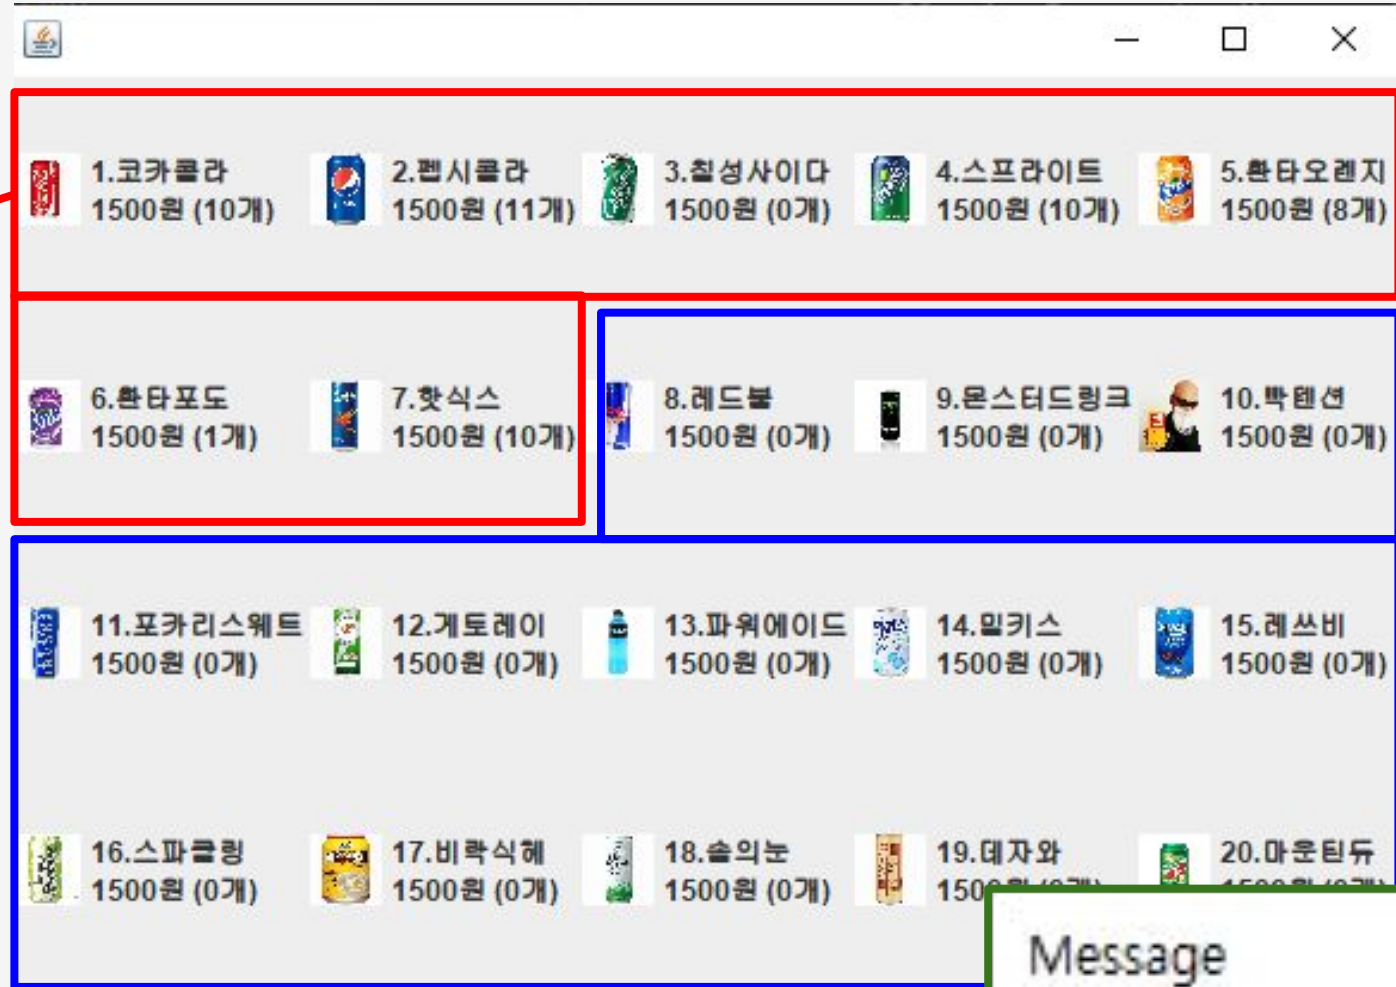 1.코카콜라
1500원 (10개)
2.펩시콜라
1500원 (11개)
3.칠성사이다
1500원 (0개)
4.스프라이트
1500원 (10개)
5.환타오렌지
1500원 (8개)
6.환타포도
1500원 (1개)
7.핫식스
1500원 (10개)
8.레드불
1500원 (0개)
9.몬스터드링크
1500원 (0개)
10.빡텐션
1500원 (0개)
11.포카리스웨트
1500원 (0개)
12.게토레이
1500원 (0개)
13.파워에이드
1500원 (0개)
14.밀키스
1500원 (0개)
15.레쓰비
1500원 (0개)
16.스파클링
1500원 (0개)
17.비락식혜
1500원 (0개)
18.솔의눈
1500원 (0개)
19.데자와
20.마운틴듀
Message